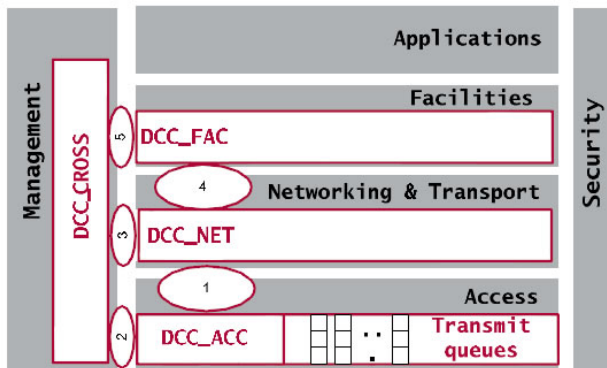 Applications
Management
Security
Facilities
DCC_CROSS
5
DCC_FAC
4
Networking & Transport
3
DCC_NET
1
Access
2
DCC_ACC
Transmit
queues